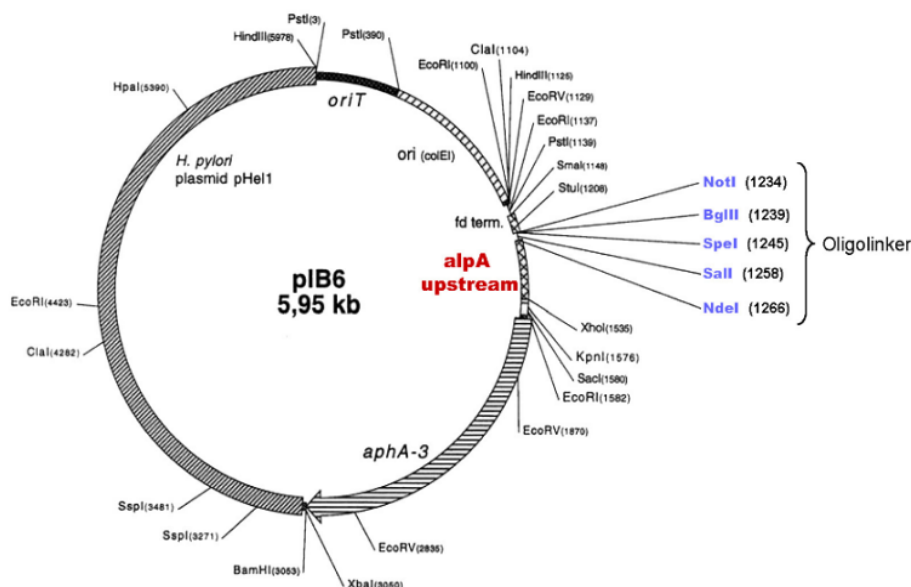 PstI(3)
HindIII(5978)
PstI(390)
ClaI(1104)
EcoRI(1100)
HindIII(1125)
EcoRV(1129)
EcoRI(1137)
PstI(1139)
SmaI(1148)
StuI(1208)
HpaI(5390)
oriT
ori (colEI)
H. pylori
plasmid pHel1
fd term.
NotI (1234)
BglII (1239)
SpeI (1245)
SalI (1258)
NdeI (1266)
Oligolinker
alpA
upstream
pIB6
5,95 kb
EcoRI(4423)
ClaI(4282)
XhoI(1535)
KpnI(1576)
SacI(1580)
EcoRI(1582)
EcoRV(1870)
aphA-3
SspI(3481)
SspI(3271)
EcoRV(2835)
BamHI(3053)
XbaI(3050)